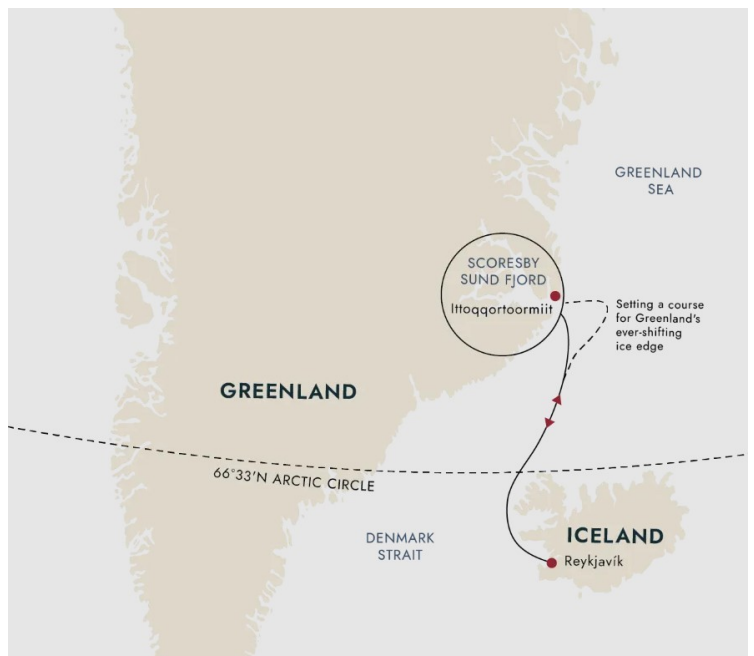 GREENLAND
SEA
SCORESBY
SUND FJORD
Ittoqqortoormiit
Setting a course
for Greenland's
ever-shifting
ice edge
GREENLAND
66°33'N ARCTIC CIRCLE
DENMARK
STRAIT
ICELAND
Reykjavík